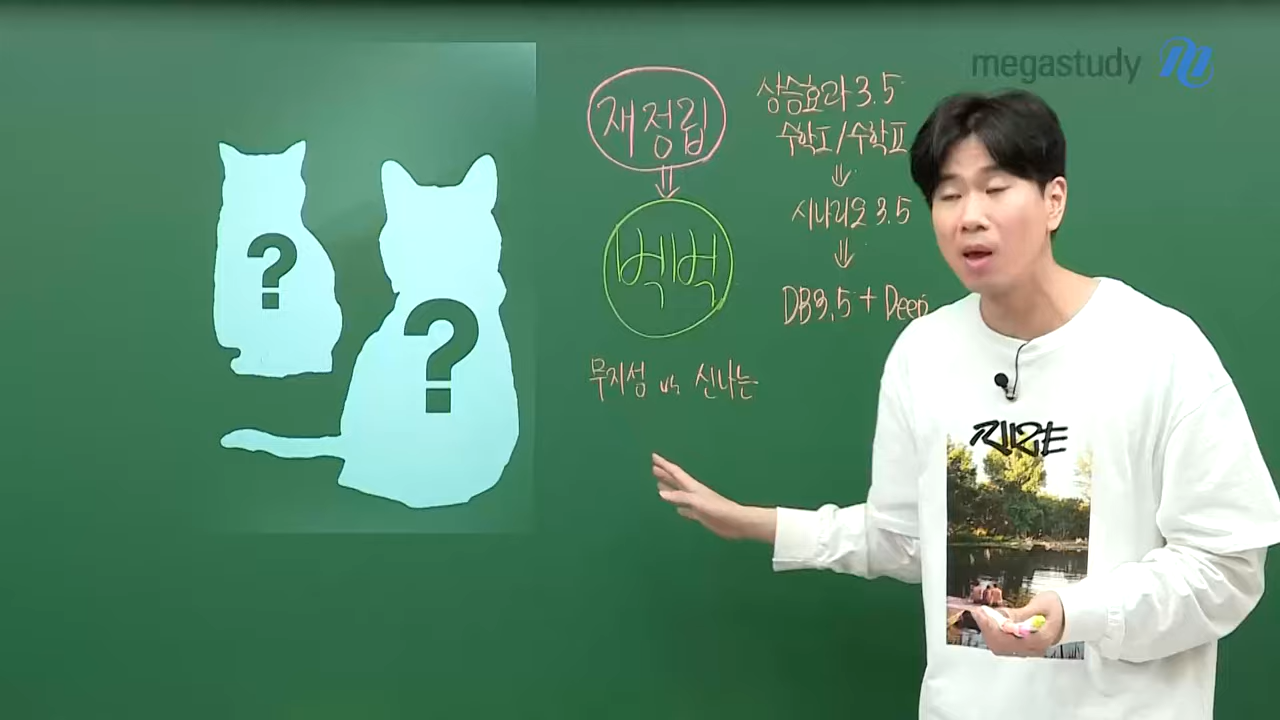 megastudy
재정립
벅벅
무지성 vs 신나는
상승효과 3.5
수학I/수학II
시나리오 3.5
DB3.5 + Deep
?
?
RIDE